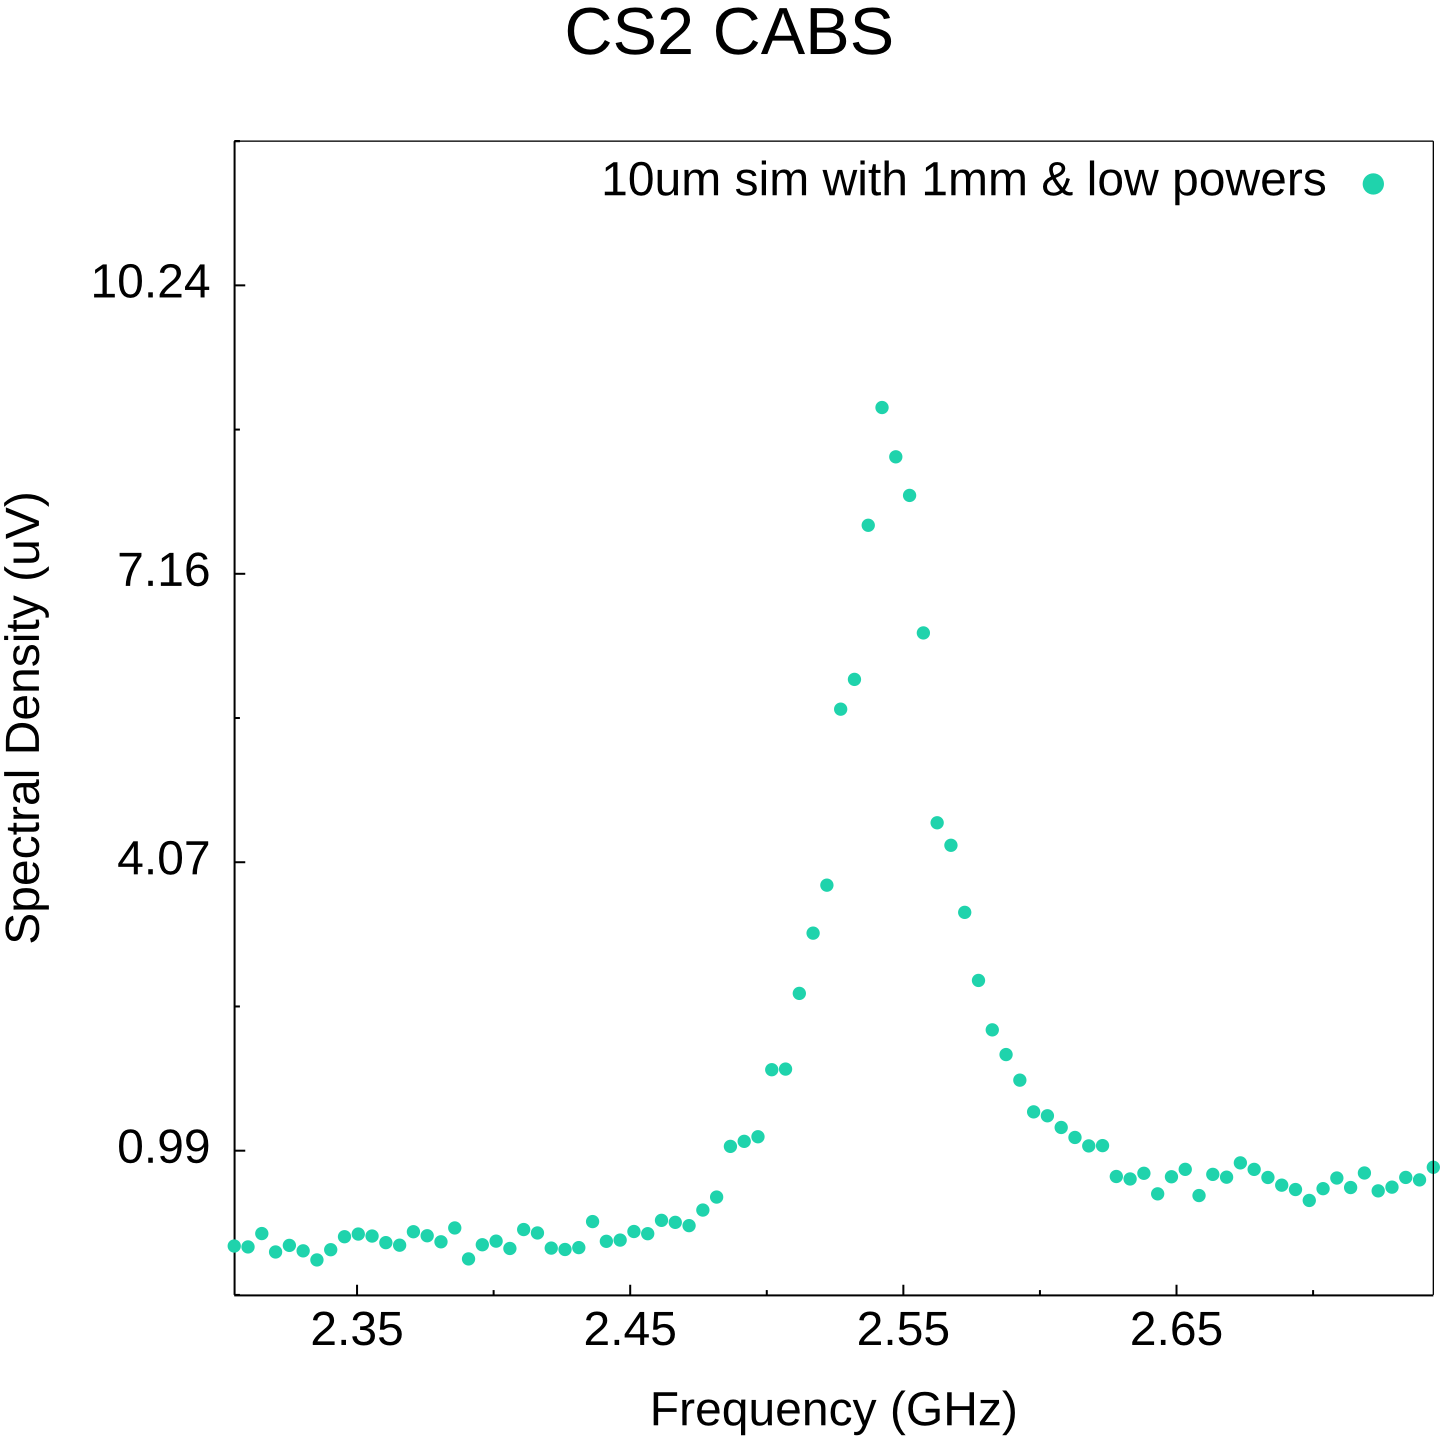 CS2 CABS
10um sim with 1mm & low powers
10.24
7.16
4.07
0.99
Spectral Density (uV)
2.35 2.45 2.55 2.65
Frequency (GHz)